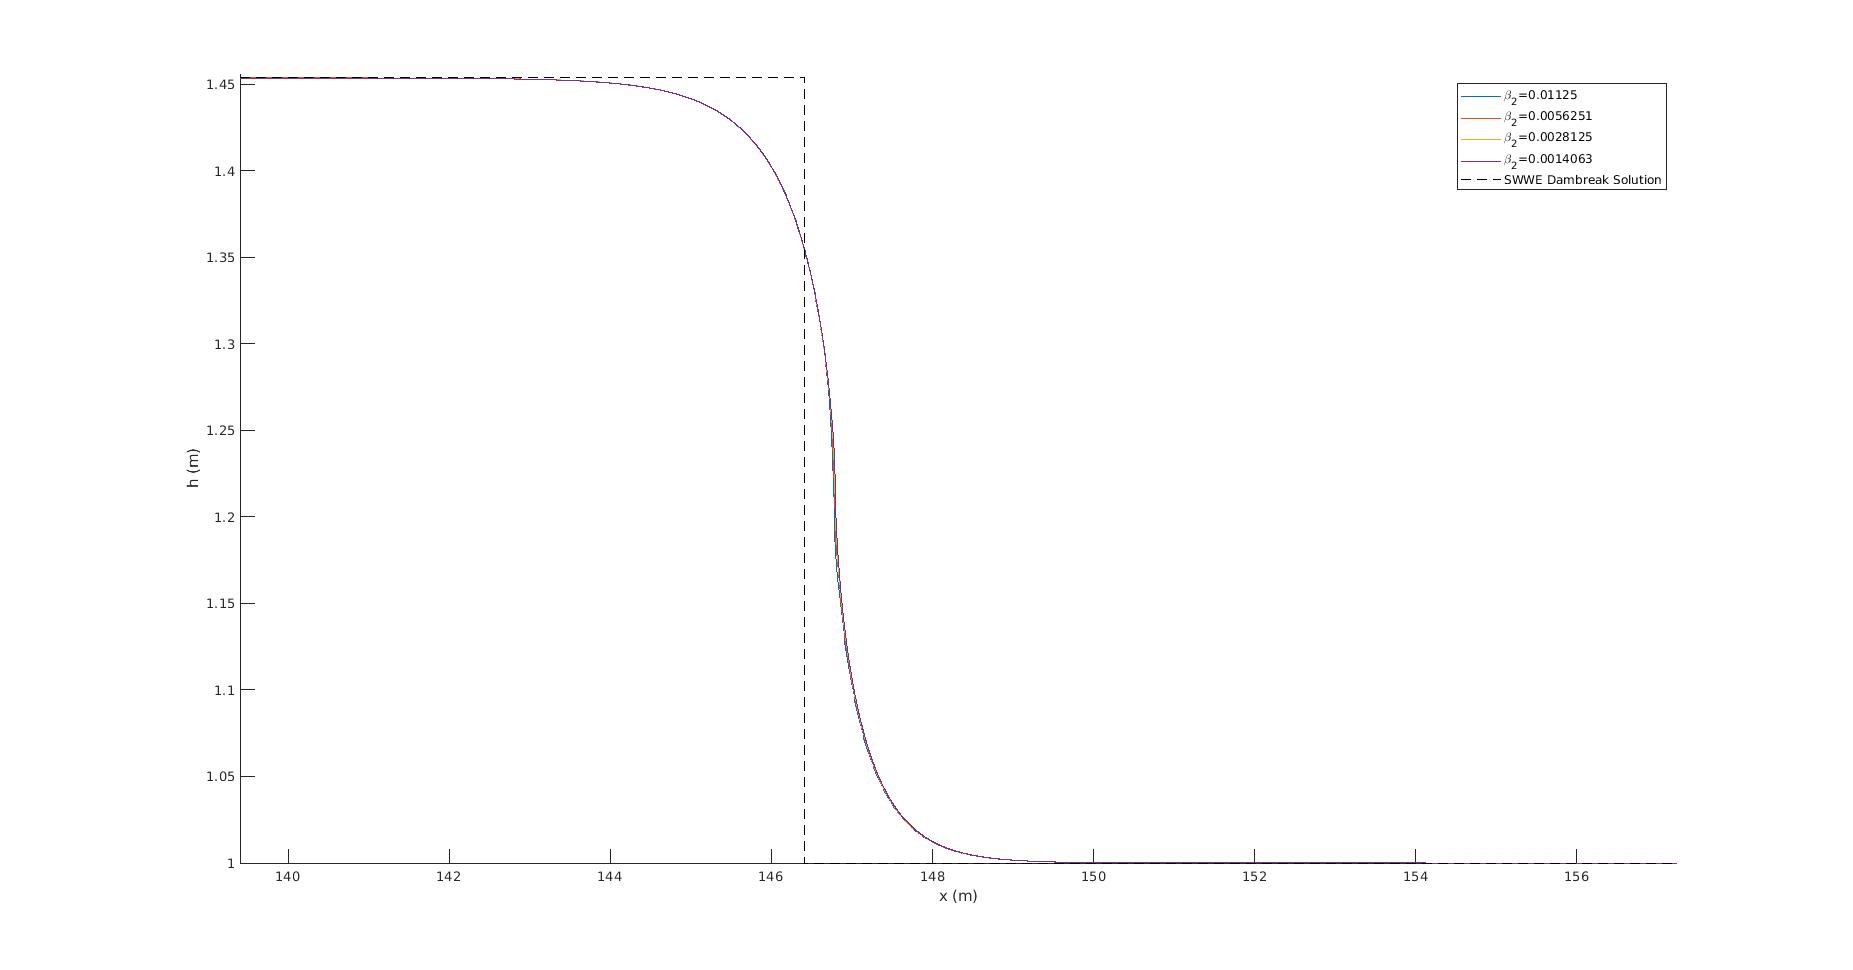 1.45
1.4
1.35
1.3
1.25
1.2
1.15
1.1
1.05
1
h (m)
140 142 144 146 148 150 152 154 156
x (m)
β2=0.01125
β2=0.0056251
β2=0.0028125
β2=0.0014063
SWWE Dambreak Solution